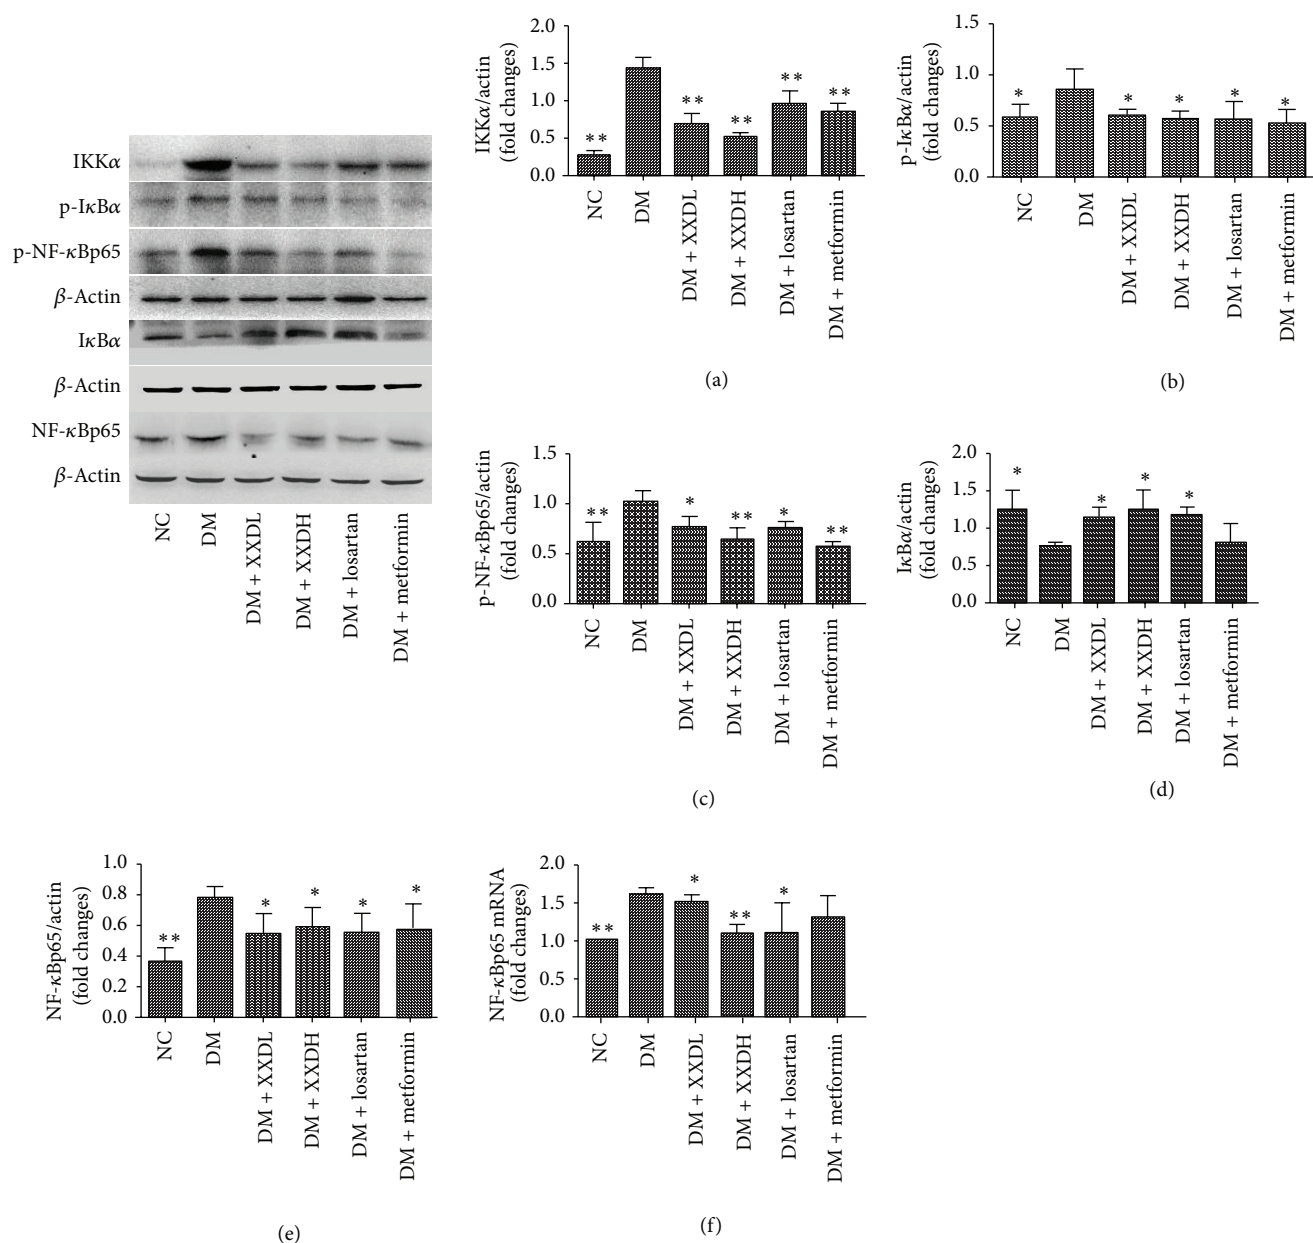 IKKα
p-IκBα
p-NF-κBp65
β-Actin
IκBα
β-Actin
NF-κBp65
β-Actin
NC
DM
DM + XXDL
DM + XXDH
DM + losartan
DM + metformin
IKKα/actin
(fold changes)
2.0
1.5
1.0
0.5
0.0
**
**
**
**
**
NC
DM
DM + XXDL
DM + XXDH
DM + losartan
DM + metformin
(a)
p-IκBα/actin
(fold changes)
1.5
1.0
0.5
0.0
*
*
*
*
*
NC
DM
DM + XXDL
DM + XXDH
DM + losartan
DM + metformin
(b)
p-NF-κBp65/actin
(fold changes)
1.5
1.0
0.5
0.0
**
*
**
*
**
NC
DM
DM + XXDL
DM + XXDH
DM + losartan
DM + metformin
(c)
IκBα/actin
(fold changes)
2.0
1.5
1.0
0.5
0.0
*
*
*
*
NC
DM
DM + XXDL
DM + XXDH
DM + losartan
DM + metformin
(d)
NF-κBp65/actin
(fold changes)
1.0
0.8
0.6
0.4
0.2
0.0
**
*
*
*
*
NC
DM
DM + XXDL
DM + XXDH
DM + losartan
DM + metformin
(e)
NF-κBp65 mRNA
(fold changes)
2.0
1.5
1.0
0.5
0.0
**
*
**
*
NC
DM
DM + XXDL
DM + XXDH
DM + losartan
DM + metformin
(f)